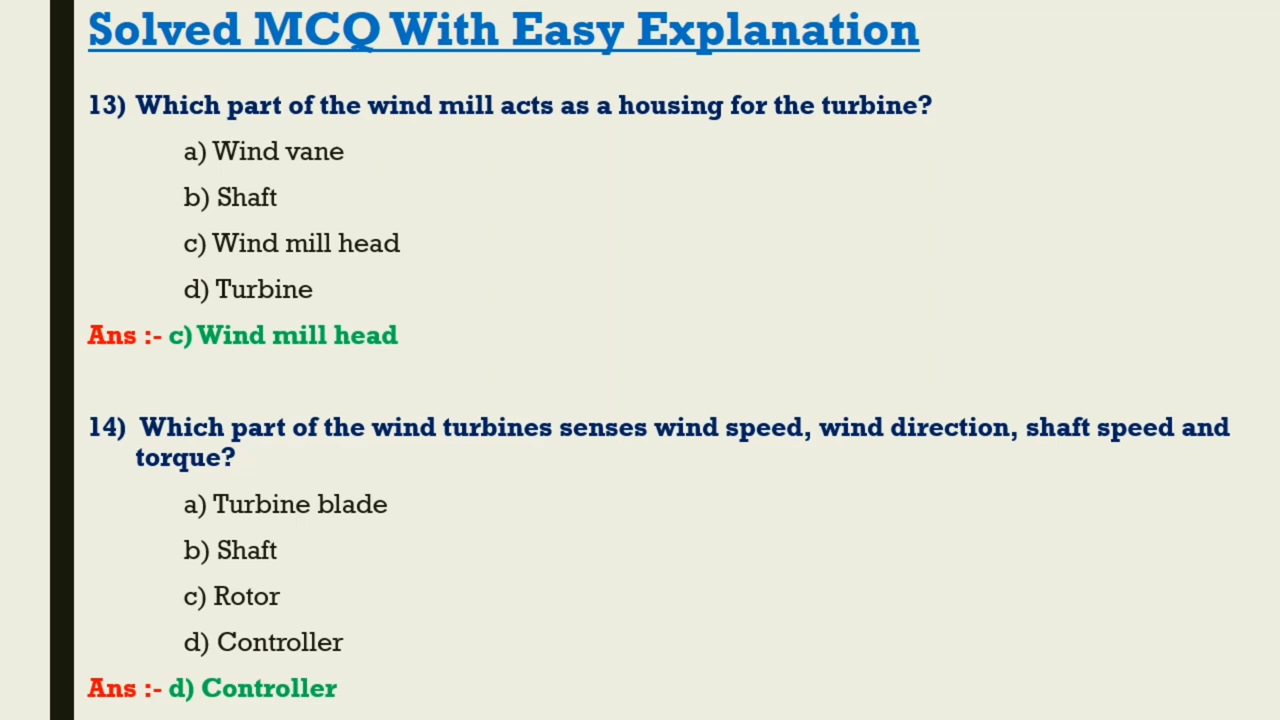 Solved MCQ With Easy Explanation
13) Which part of the wind mill acts as a housing for the turbine?
a) Wind vane
b) Shaft
c) Wind mill head
d) Turbine
Ans :- c) Wind mill head
14) Which part of the wind turbines senses wind speed, wind direction, shaft speed and
torque?
a) Turbine blade
b) Shaft
c) Rotor
d) Controller
Ans :- d) Controller